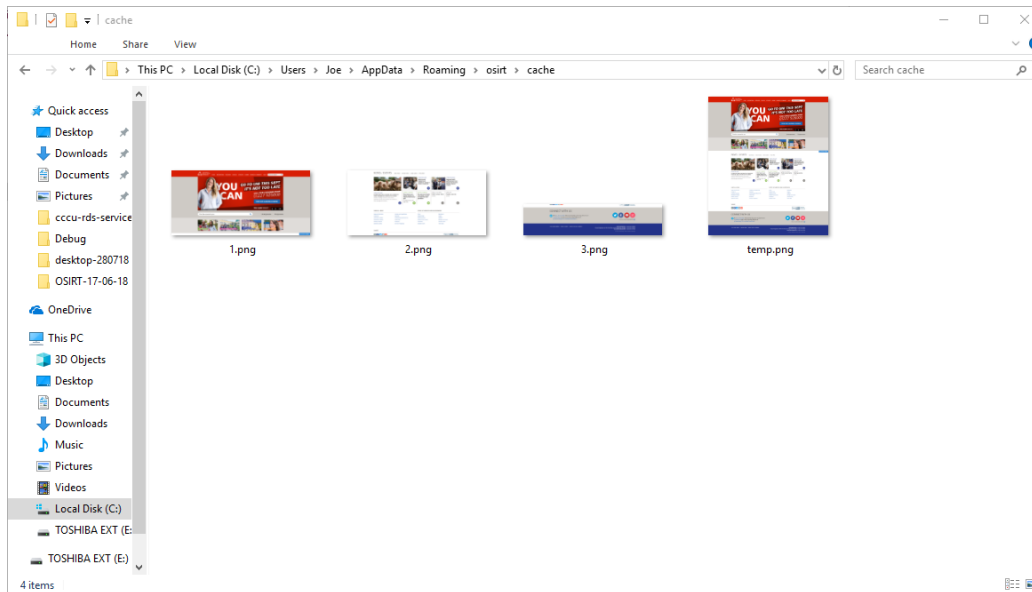 cache
Home Share View
This PC > Local Disk (C:) > Users > Joe > AppData > Roaming > osirt > cache
Search cache
Quick access
Desktop
Downloads
Documents
Pictures
cccu-rds-service
Debug
desktop-280718
OSIRT-17-06-18
OneDrive
This PC
3D Objects
Desktop
Documents
Downloads
Music
Pictures
Videos
Local Disk (C:)
TOSHIBA EXT (E:
TOSHIBA EXT (E:)
YOU
CAN
1.png
2.png
3.png
YOU
CAN
temp.png
4 items